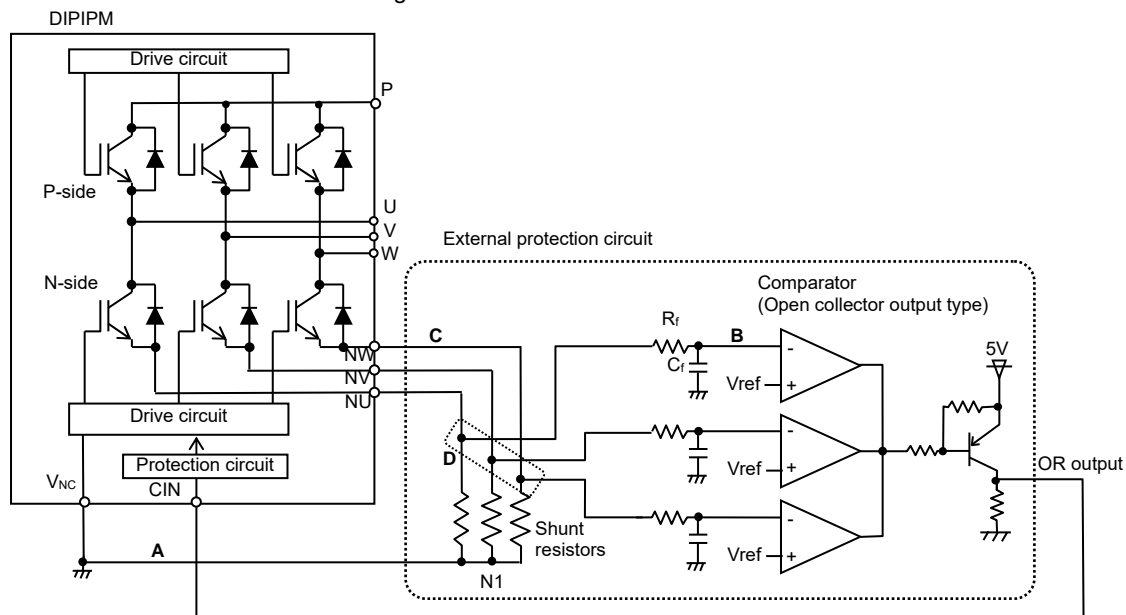 DIPIPM
Drive circuit
P
P-side
U
V
W
External protection circuit
N-side
Comparator
(Open collector output type)
C
Rf
B
5V
NW
Cf
Vref
-
+
NV
NU
Drive circuit
D
-
Vref
+
OR output
Protection circuit
VNC
CIN
-
Shunt
resistors
Vref
+
A
N1